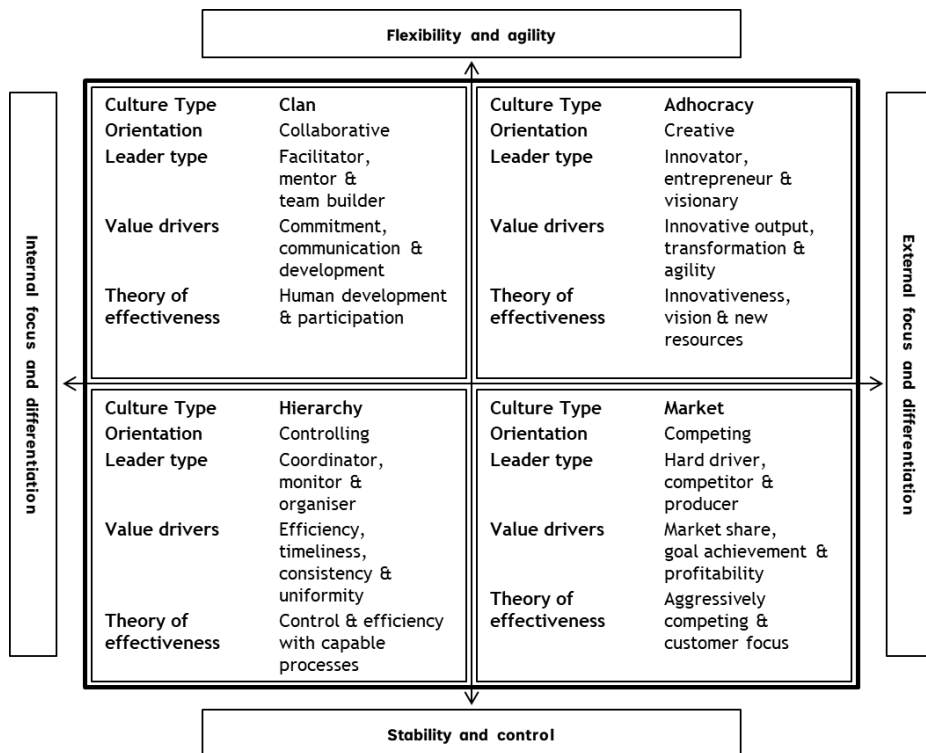 Flexibility and agility
Internal focus and differentiation
Culture Type Clan
Orientation Collaborative
Leader type Facilitator,
mentor &
team builder
Value drivers Commitment,
communication &
development
Theory of Human development
effectiveness & participation
Culture Type Adhocracy
Orientation Creative
Leader type Innovator,
entrepreneur &
visionary
Value drivers Innovative output,
transformation &
agility
Theory of Innovativeness,
effectiveness vision & new
resources
External focus and differentiation
Culture Type Hierarchy
Orientation Controlling
Leader type Coordinator,
monitor &
organiser
Value drivers Efficiency,
timeliness,
consistency &
uniformity
Theory of Control & efficiency
effectiveness with capable
processes
Culture Type Market
Orientation Competing
Leader type Hard driver,
competitor &
producer
Value drivers Market share,
goal achievement &
profitability
Theory of Aggressively
effectiveness competing &
customer focus
Stability and control